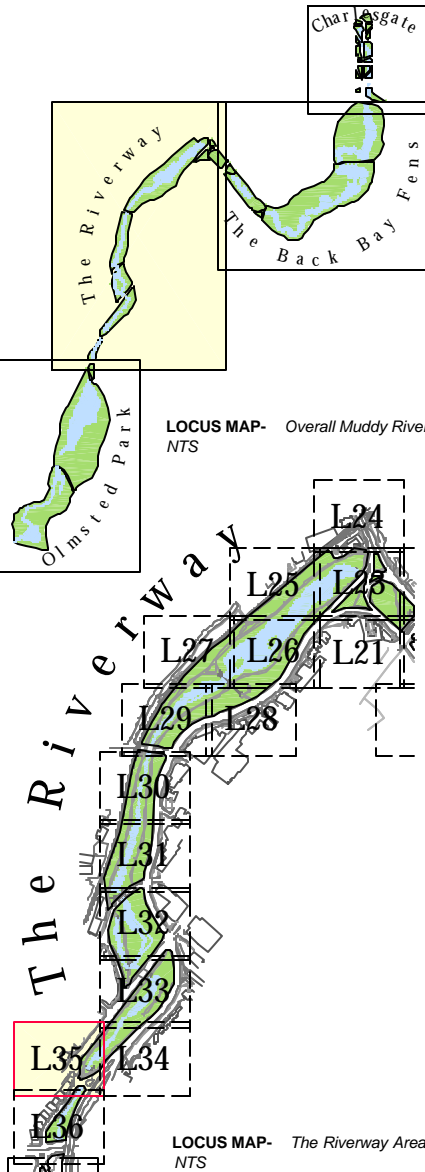 Charlesgate
The Riverway
The Back Bay Fens
Olmsted Park
LOCUS MAP- Overall Muddy River
NTS
The Riverway
L24
L25
L23
L27
L26
L21
L29
L28
L30
L31
L32
L33
L35
L34
L36
LOCUS MAP- The Riverway Area
NTS